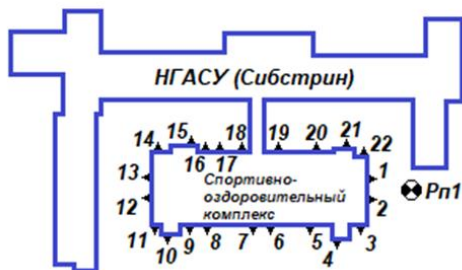 НГАСУ (Сибстрин)
14 15 16 17 18 19 20 21 22
13 1
12 2
Рп1
Спортивно-
оздоровительный
комплекс
11 10 9 8 7 6 5 4 3